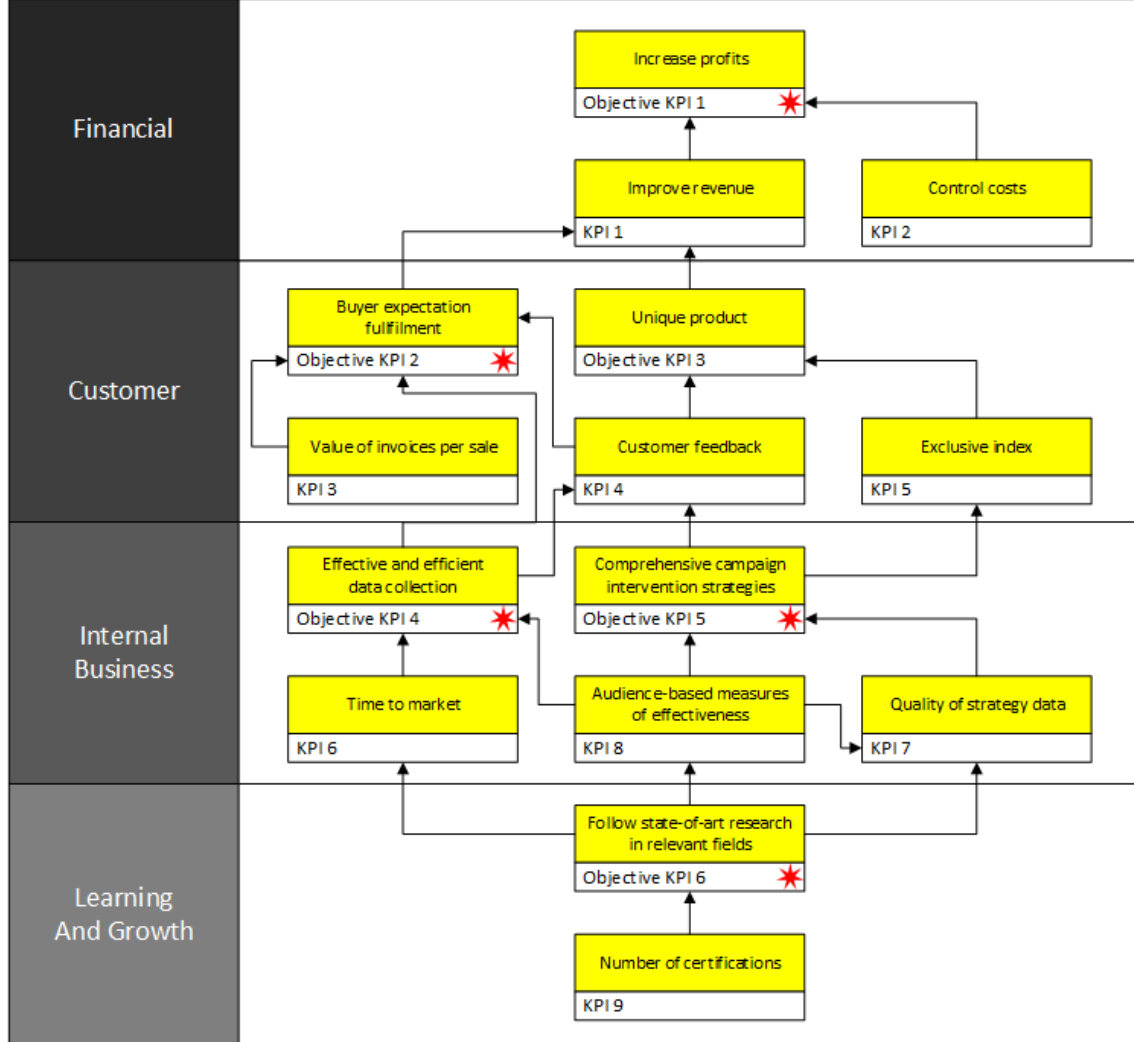 Financial
Increase profits
Objective KPI 1
Improve revenue
KPI 1
Control costs
KPI 2
Customer
Buyer expectation
fullfilment
Objective KPI 2
Unique product
Objective KPI 3
Value of invoices per sale
KPI 3
Customer feedback
KPI 4
Exclusive index
KPI 5
Internal
Business
Effective and efficient
data collection
Objective KPI 4
Comprehensive campaign
intervention strategies
Objective KPI 5
Time to market
KPI 6
Audience-based measures
of effectiveness
KPI 8
Quality of strategy data
KPI 7
Learning
And Growth
Follow state-of-art research
in relevant fields
Objective KPI 6
Number of certifications
KPI 9